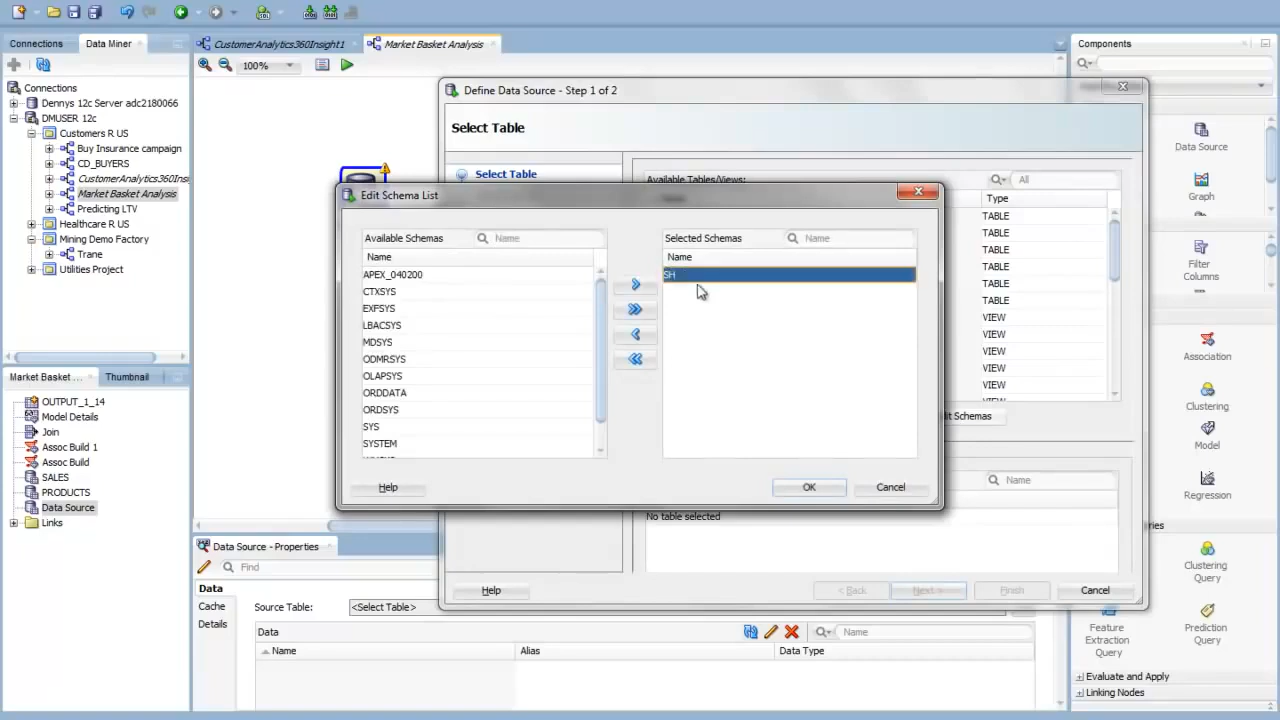 Connections
Data Miner
CustomerAnalytics360Insight1
Market Basket Analysis
Components
100%
Connections
Dennys 12c Server adc2180066
DMUSER 12c
Customers R US
Buy Insurance campaign
CD_BUYERS
CustomerAnalytics360Insi
Market Basket Analysis
Predicting LTV
Healthcare R US
Mining Demo Factory
Trane
Utilities Project
Market Basket ...
Thumbnail
OUTPUT_1_14
Model Details
Join
Assoc Build 1
Assoc Build
SALES
PRODUCTS
Data Source
Links
Define Data Source - Step 1 of 2
Select Table
Select Table
Available Tables/Views:
All
Type
TABLE
TABLE
TABLE
TABLE
TABLE
TABLE
VIEW
VIEW
VIEW
VIEW
VIEW
VIEW
Edit Schema List
Available Schemas
Name
Name
APEX_040200
CTXSYS
EXFSYS
LBACSYS
MDSYS
ODMRSYS
OLAPSYS
ORDDATA
ORDSYS
SYS
SYSTEM
Selected Schemas
Name
Name
SH
Help
OK
Cancel
it Schemas
Name
No table selected
Help
< Back
Next >
Finish
Cancel
Data Source - Properties
Find
Data
Cache
Details
Source Table:
<Select Table>
Data
Name
Name
Alias
Data Type
Data Source
Graph
Filter
Columns
Association
Clustering
Model
Regression
ries
Clustering
Query
Feature
Extraction
Query
Prediction
Query
Evaluate and Apply
Linking Nodes